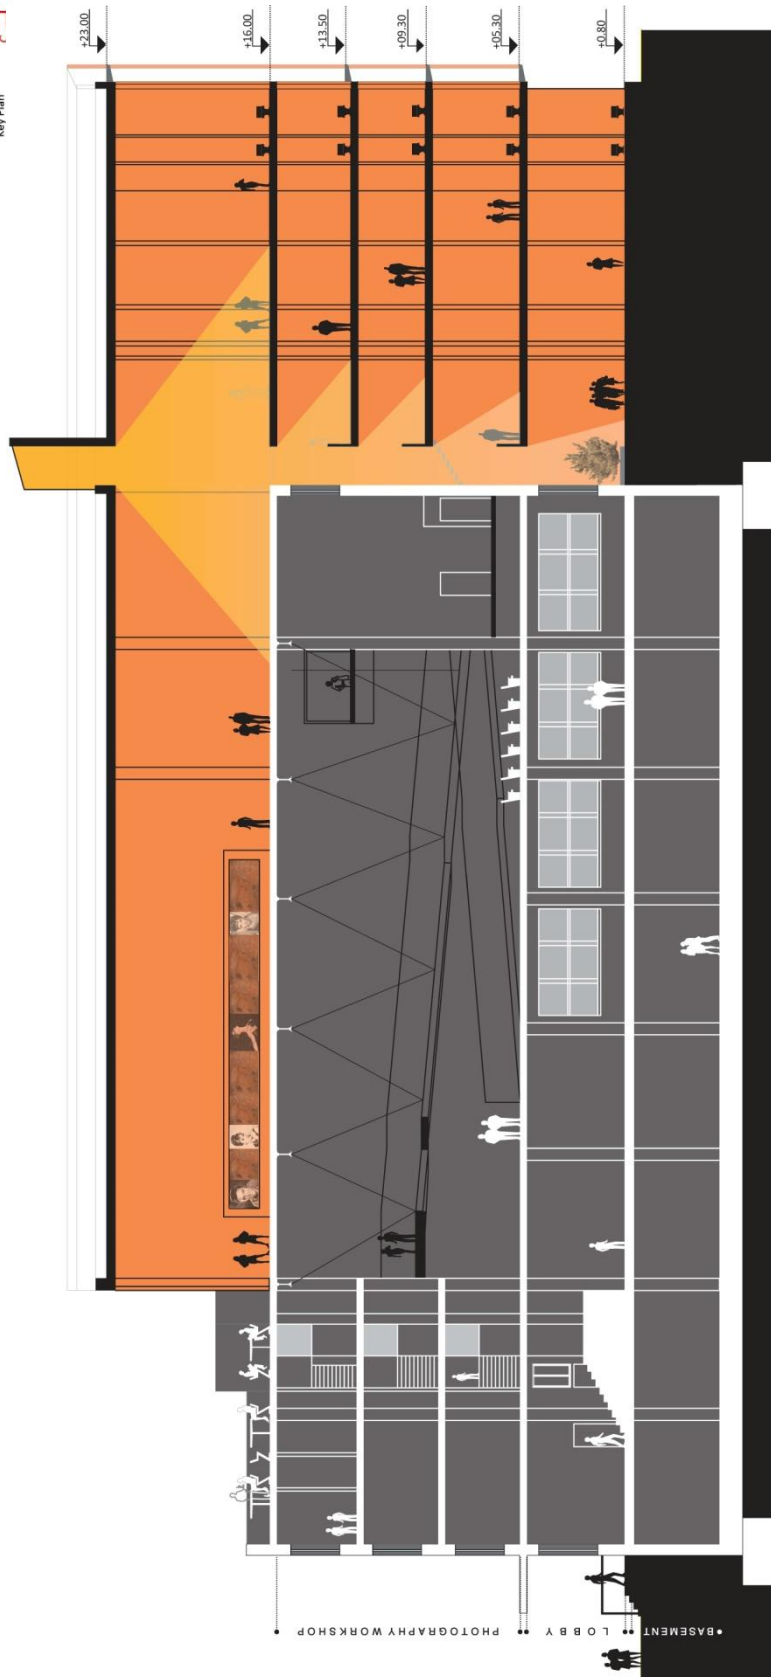 Key Plan
+23.00
+16.00
+13.50
+09.30
+05.30
+0.80
PHOTOGRAPHY WORKSHOP
LOBBY
BASEMENT